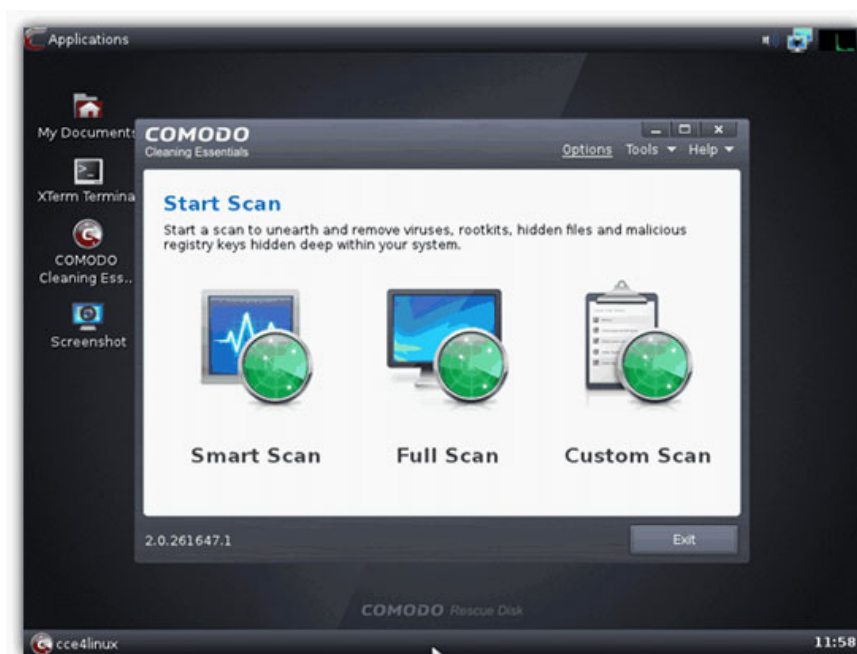 Applications
My Documents
XTerm Termina
COMODO
Cleaning Ess..
Screenshot
COMODO
Cleaning Essentials
Options Tools Help
Start Scan
Start a scan to unearth and remove viruses, rootkits, hidden files and malicious
registry keys hidden deep within your system.
Smart Scan Full Scan Custom Scan
2.0.261647.1
Exit
COMODO Rescue Disk
cce4linux
11:58